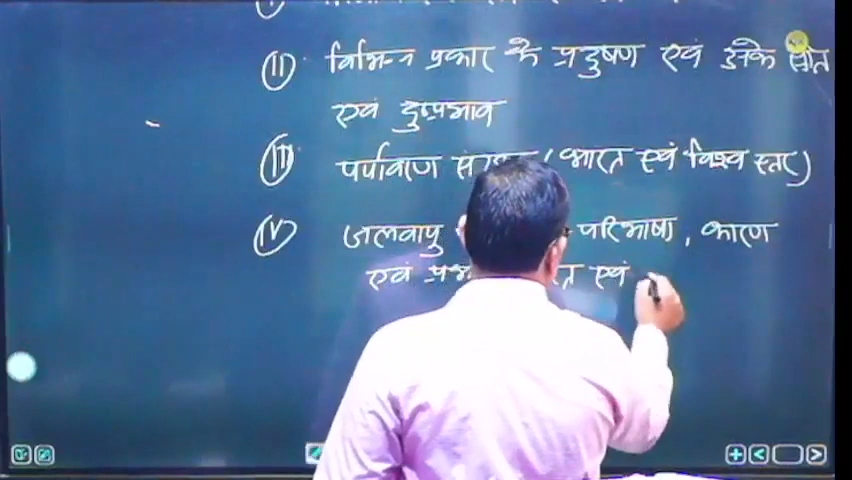 (II) विभिन्न प्रकार के प्रदुषण एवं उनके स्रोत
एवं दुष्प्रभाव
(III) पर्यावरण (भारत एवं विश्व स्तर)
(IV) जलवायु परिभाषा, कारण
एवं एवं